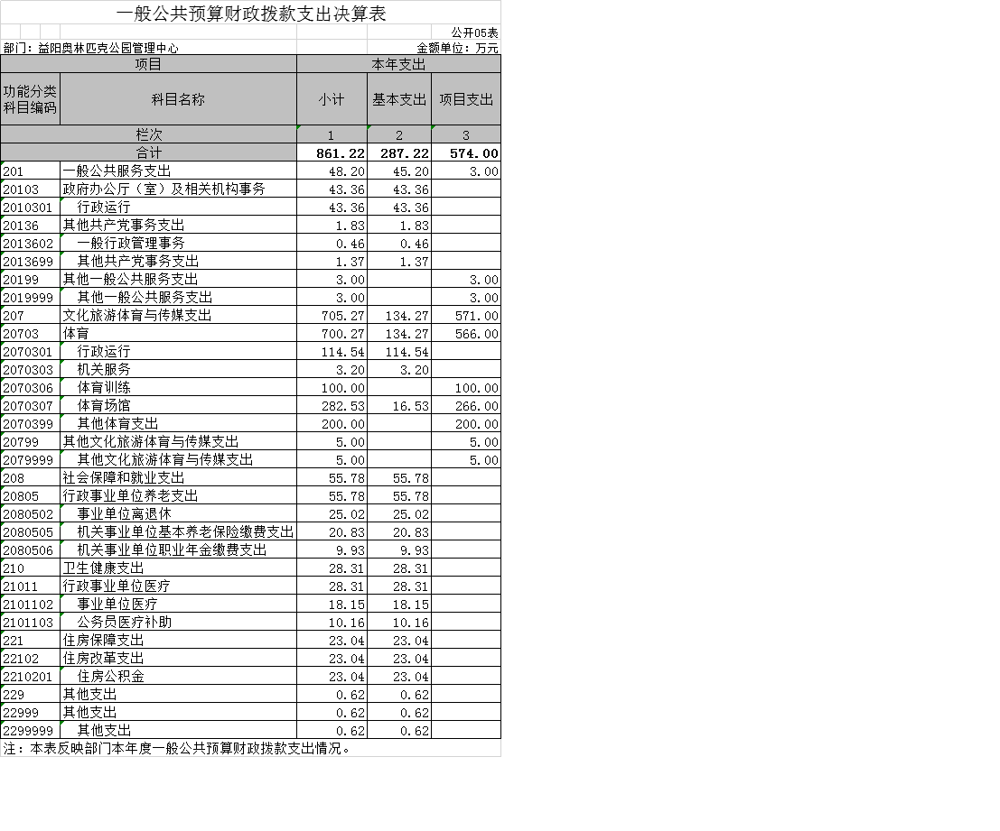 一般公共预算财政拨款支出决算表
公开05表
部门：益阳奥林匹克公园管理中心 金额单位：万元
项目 本年支出
功能分类科目编码 科目名称 小计 基本支出 项目支出
栏次 1 2 3
合计 861.22 287.22 574.00
201 一般公共服务支出 48.20 45.20 3.00
20103 政府办公厅（室）及相关机构事务 43.36 43.36
2010301 行政运行 43.36 43.36
20136 其他共产党事务支出 1.83 1.83
2013602 一般行政管理事务 0.46 0.46
2013699 其他共产党事务支出 1.37 1.37
20199 其他一般公共服务支出 3.00 3.00
2019999 其他一般公共服务支出 3.00 3.00
207 文化旅游体育与传媒支出 705.27 134.27 571.00
20703 体育 700.27 134.27 566.00
2070301 行政运行 114.54 114.54
2070303 机关服务 3.20 3.20
2070306 体育训练 100.00 100.00
2070307 体育场馆 282.53 16.53 266.00
2070399 其他体育支出 200.00 200.00
20799 其他文化旅游体育与传媒支出 5.00 5.00
2079999 其他文化旅游体育与传媒支出 5.00 5.00
208 社会保障和就业支出 55.78 55.78
20805 行政事业单位养老支出 55.78 55.78
2080502 事业单位离退休 25.02 25.02
2080505 机关事业单位基本养老保险缴费支出 20.83 20.83
2080506 机关事业单位职业年金缴费支出 9.93 9.93
210 卫生健康支出 28.31 28.31
21011 行政事业单位医疗 28.31 28.31
2101102 事业单位医疗 18.15 18.15
2101103 公务员医疗补助 10.16 10.16
221 住房保障支出 23.04 23.04
22102 住房改革支出 23.04 23.04
2210201 住房公积金 23.04 23.04
229 其他支出 0.62 0.62
22999 其他支出 0.62 0.62
2299999 其他支出 0.62 0.62
注：本表反映部门本年度一般公共预算财政拨款支出情况。